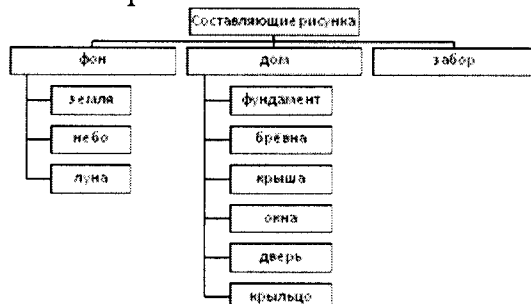 Составляющие рисунка
фон
дом
забор
земля
небо
луна
фундамент
брёвна
крыша
окна
дверь
крыльцо